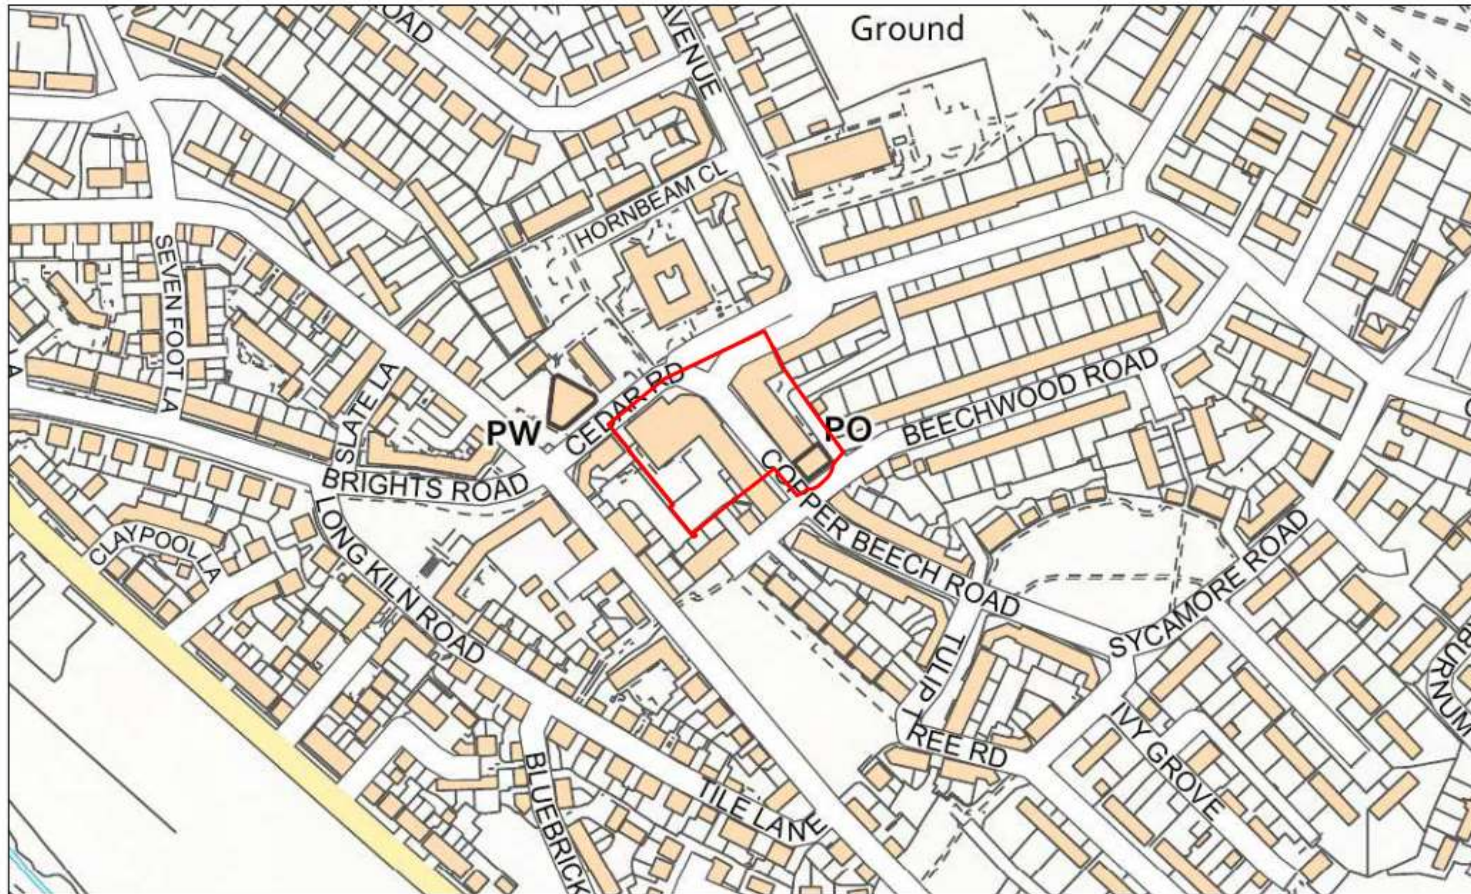 ROAD
AVENUE
Ground
HORNBEAM CL
SEVEN FOOT LA
SLATE LA
PW
CEDAR RD
PO
BEECHWOOD ROAD
BRIGHTS ROAD
COPPER BEECH ROAD
CLAYPOOL LA
LONG KILN ROAD
SYCAMORE ROAD
TULIP T
REE RD
IVY GROVE
TILE LANE
BLUEBRICK